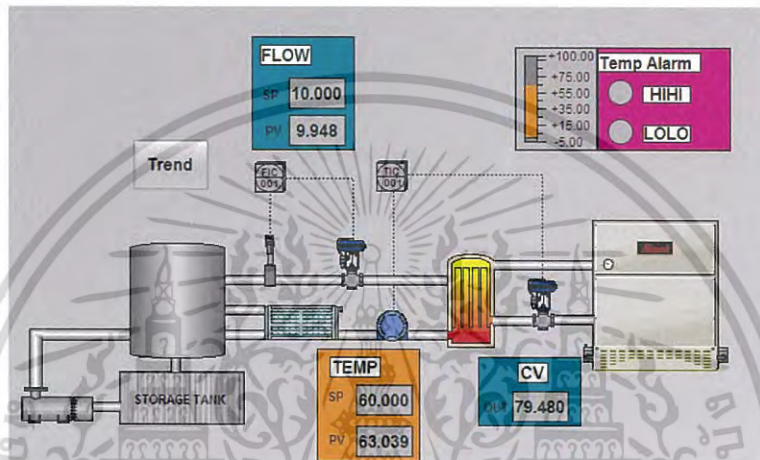 FLOW
SP 10.000
PV 9.948
+100.00
+75.00
+55.00
+35.00
+15.00
-5.00
Temp Alarm
HIHI
LOLO
Trend
FIC
001
TIC
001
STORAGE TANK
TEMP
SP 60.000
PV 63.039
CV
OUT 79.480